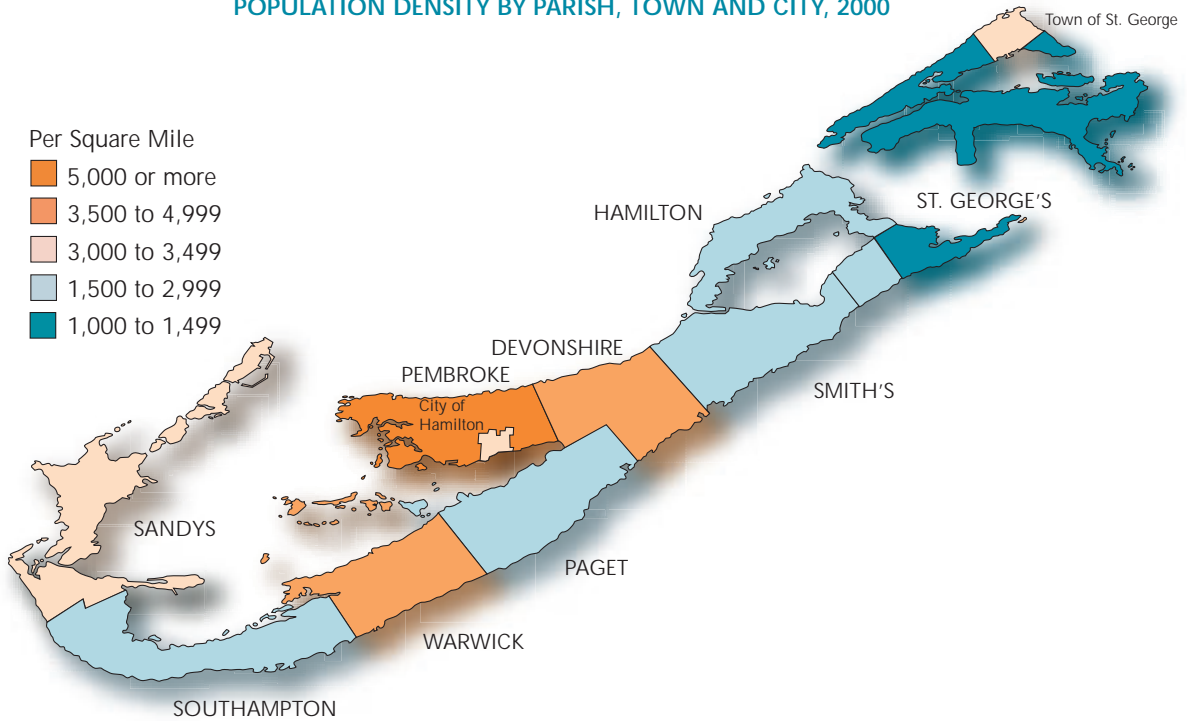 POPULATION DENSITY BY PARISH, TOWN AND CITY, 2000
Town of St. George
Per Square Mile
5,000 or more
3,500 to 4,999
3,000 to 3,499
1,500 to 2,999
1,000 to 1,499
HAMILTON
ST. GEORGE'S
DEVONSHIRE
PEMBROKE
City of
Hamilton
SMITH'S
SANDYS
PAGET
WARWICK
SOUTHAMPTON